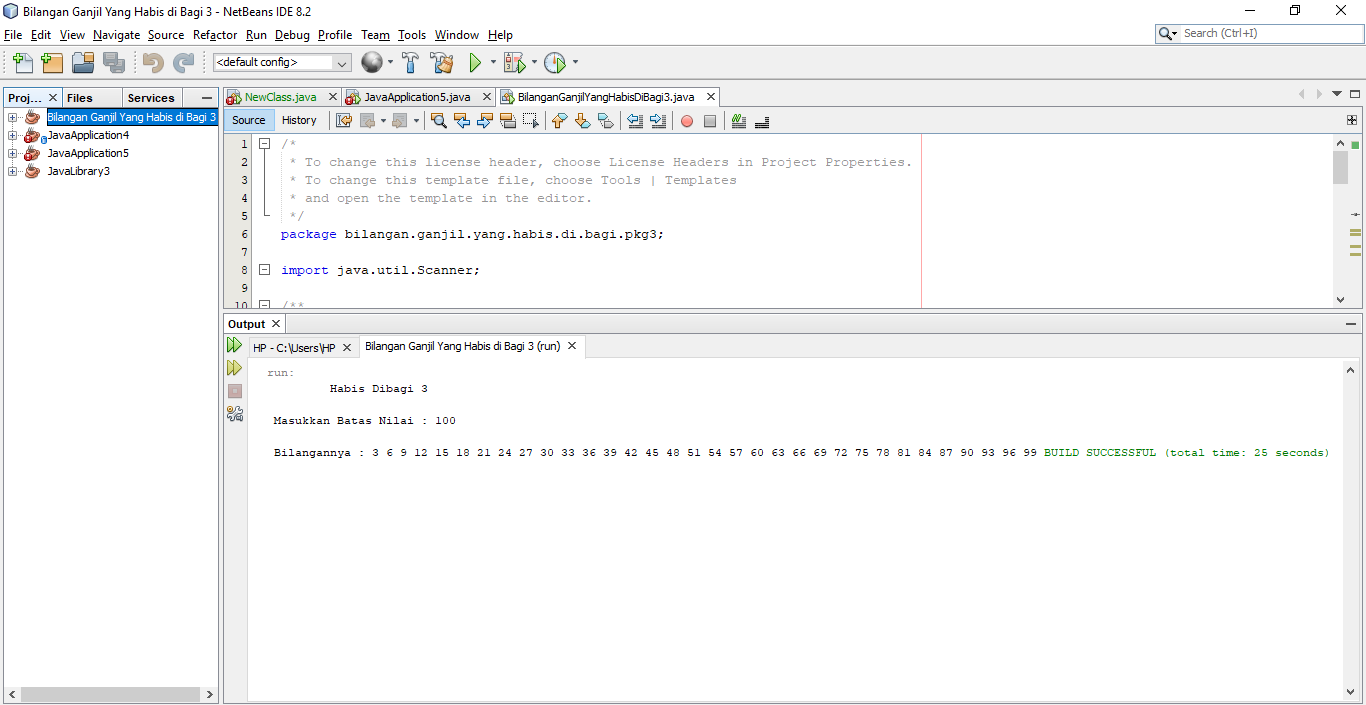 Bilangan Ganjil Yang Habis di Bagi 3 - NetBeans IDE 8.2
File Edit View Navigate Source Refactor Run Debug Profile Team Tools Window Help
Search (Ctrl+I)
<default config>
Proj... Files Services
Bilangan Ganjil Yang Habis di Bagi 3
JavaApplication4
JavaApplication5
JavaLibrary3
NewClass.java JavaApplication5.java BilanganGanjilYangHabisDiBagi3.java
Source History
1 /*
2 * To change this license header, choose License Headers in Project Properties.
3 * To change this template file, choose Tools | Templates
4 * and open the template in the editor.
5 */
6 package bilangan.ganjil.yang.habis.di.bagi.pkg3;
7
8 import java.util.Scanner;
9
10 /**
Output
HP - C:\Users\HP Bilangan Ganjil Yang Habis di Bagi 3 (run)
run:
Habis Dibagi 3
Masukkan Batas Nilai : 100
Bilangannya : 3 6 9 12 15 18 21 24 27 30 33 36 39 42 45 48 51 54 57 60 63 66 69 72 75 78 81 84 87 90 93 96 99 BUILD SUCCESSFUL (total time: 25 seconds)